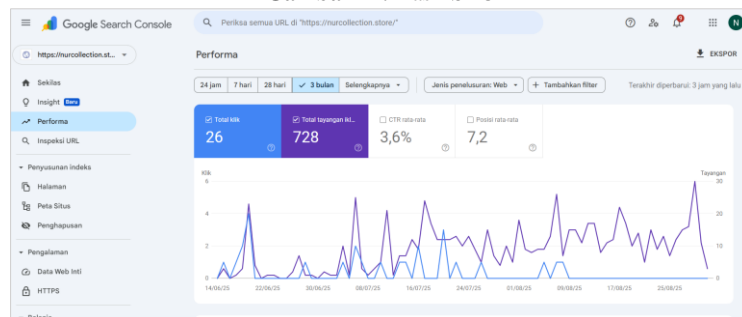 Google Search Console
Periksa semua URL di "https://nurcollection.store/"
N
https://nurcollection.st...
Performa
EKSPOR
24 jam
7 hari
28 hari
3 bulan
Selengkapnya
Jenis penelusuran: Web
Tambahkan filter
Terakhir diperbarui: 3 jam yang lalu
Sekilas
Insight Baru
Performa
Inspeksi URL
Penyusunan indeks
Halaman
Peta Situs
Penghapusan
Pengalaman
Data Web Inti
HTTPS
Total klik
26
Total tayangan ikl...
728
CTR rata-rata
3,6%
Posisi rata-rata
7,2
Klik
Tayangan
6
30
4
20
2
10
0
0
14/06/25
22/06/25
30/06/25
08/07/25
16/07/25
24/07/25
01/08/25
09/08/25
17/08/25
25/08/25